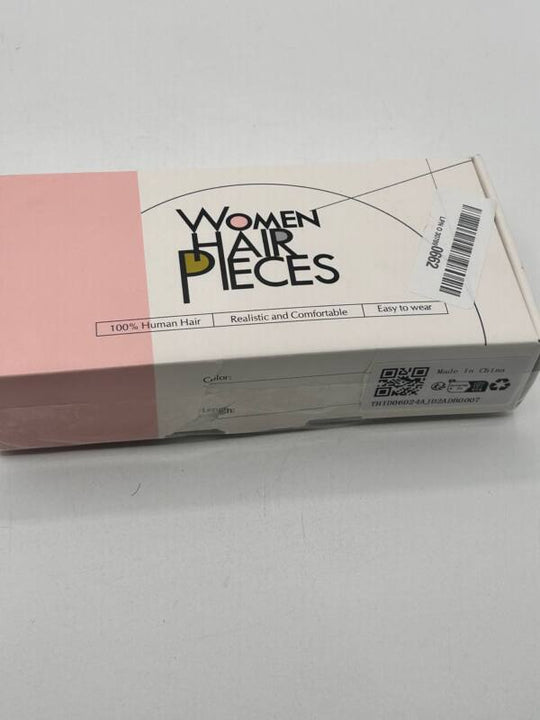 WOMEN
HAIR
PIECES
100% Human Hair
Realistic and Comfortable
Easy to wear
Color:
Length:
Made In China